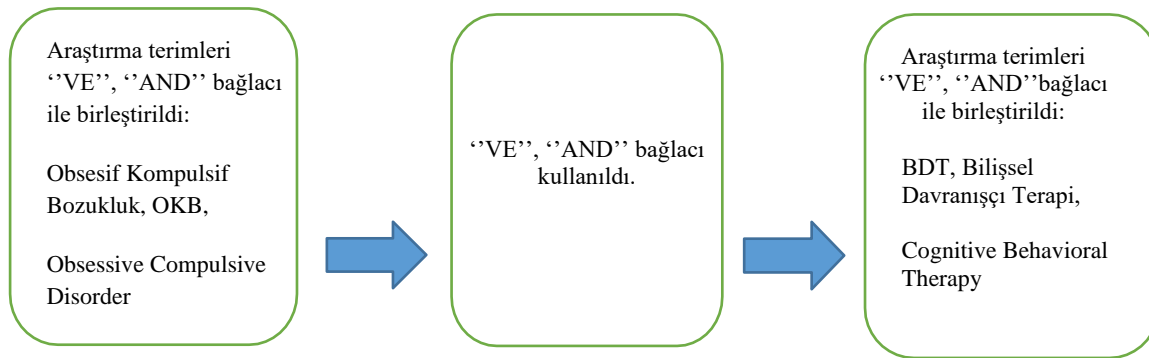 Araştırma terimleri
‘’VE’’, ‘’AND’’ bağlacı
ile birleştirildi:
Obsesif Kompulsif
Bozukluk, OKB,
Obsessive Compulsive
Disorder
‘’VE’’, ‘’AND’’ bağlacı
kullanıldı.
Araştırma terimleri
‘’VE’’, ‘’AND’’bağlacı
ile birleştirildi:
BDT, Bilişsel
Davranışçı Terapi,
Cognitive Behavioral
Therapy